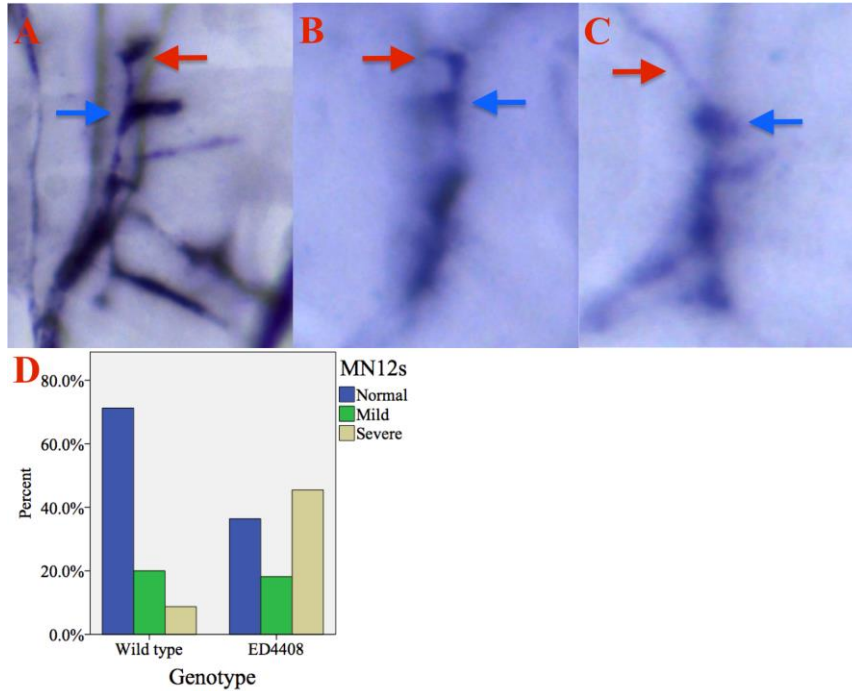 A
B
C
D
MN12s
Normal
Mild
Severe
80.0%
60.0%
40.0%
20.0%
0.0%
Percent
Wild type
ED4408
Genotype